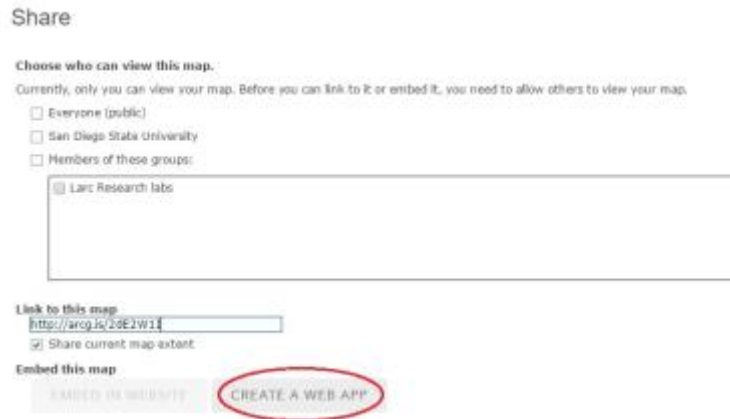 Share
Choose who can view this map.
Currently, only you can view your map. Before you can link to it or embed it, you need to allow others to view your map.
Everyone (public)
San Diego State University
Members of these groups:
Larc Research labs
Link to this map
http://arcg.is/2dE2W1I
Share current map extent
Embed this map
EMBED IN WEBSITE CREATE A WEB APP